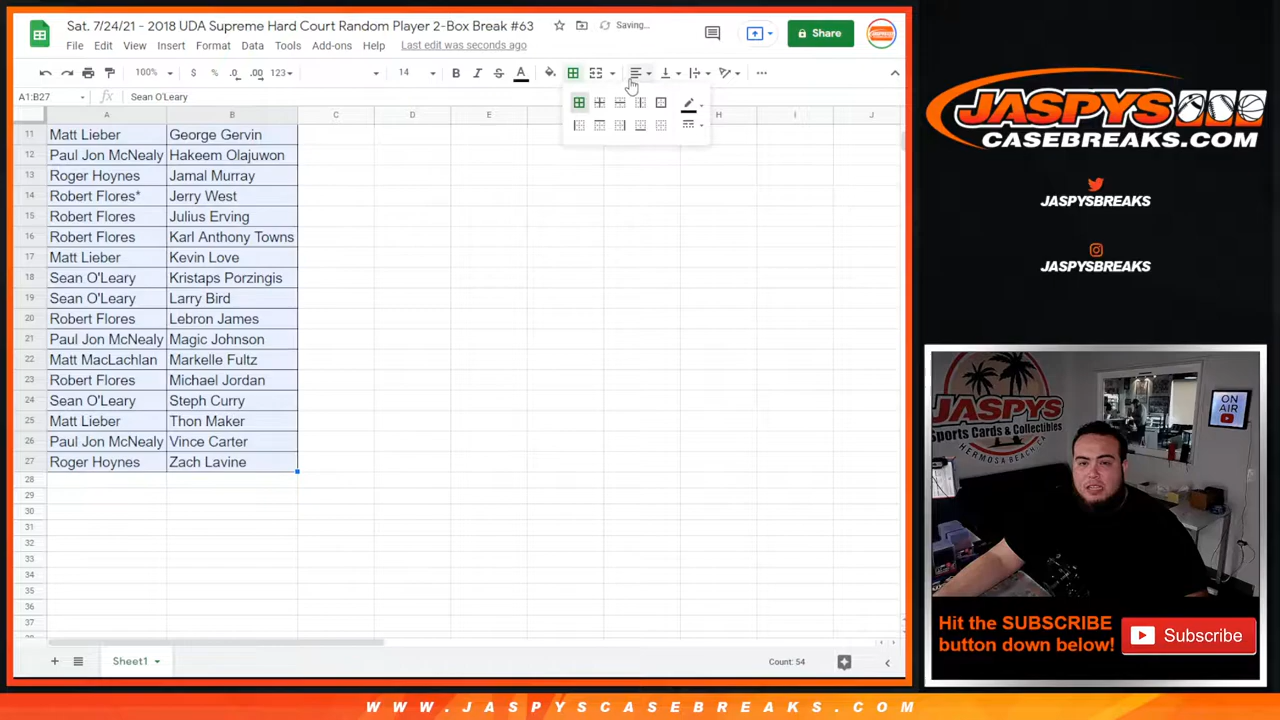 Sat. 7/24/21 - 2018 UDA Supreme Hard Court Random Player 2-Box Break #63
Saving...
Share
File Edit View Insert Format Data Tools Add-ons Help Last edit was seconds ago
100% $ % .0 .00 123 14 B I S A
A1:B27 fx Sean O'Leary
A B C D E H I J
11 Matt Lieber George Gervin
12 Paul Jon McNealy Hakeem Olajuwon
13 Roger Hoynes Jamal Murray
14 Robert Flores* Jerry West
15 Robert Flores Julius Erving
16 Robert Flores Karl Anthony Towns
17 Matt Lieber Kevin Love
18 Sean O'Leary Kristaps Porzingis
19 Sean O'Leary Larry Bird
20 Robert Flores Lebron James
21 Paul Jon McNealy Magic Johnson
22 Matt MacLachlan Markelle Fultz
23 Robert Flores Michael Jordan
24 Sean O'Leary Steph Curry
25 Matt Lieber Thon Maker
26 Paul Jon McNealy Vince Carter
27 Roger Hoynes Zach Lavine
28
29
30
31
32
33
34
35
36
37
Sheet1
Count: 54
JASPYS
CASEBREAKS.COM
JASPYSBREAKS
JASPYSBREAKS
JASPYS
Sports Cards & Collectibles
HERMOSA BEACH, CA
ON
AIR
Hit the SUBSCRIBE
button down below!
Subscribe
WWW.JASPYSCASEBREAKS.COM